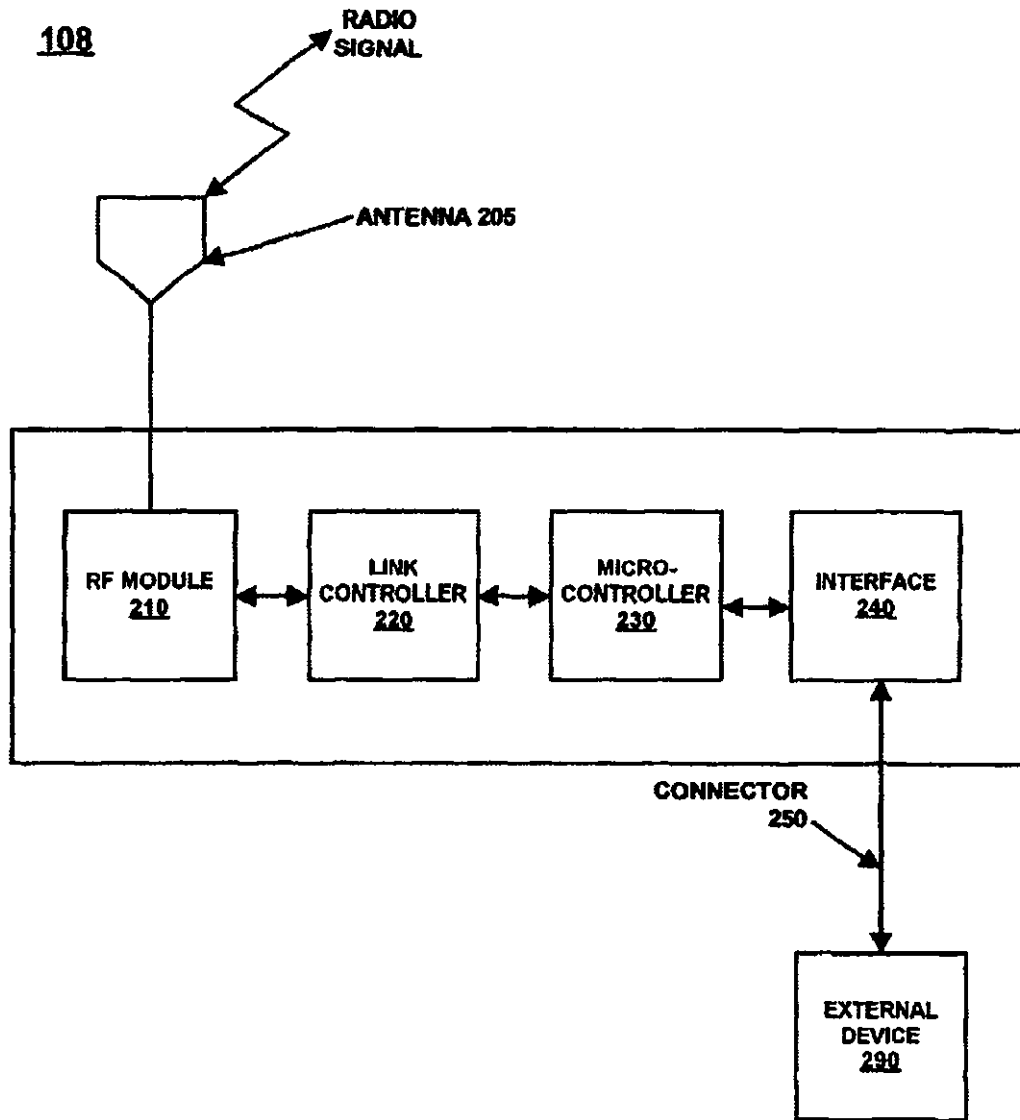 108
RADIO
SIGNAL
ANTENNA 205
RF MODULE
210
LINK
CONTROLLER
220
MICRO-
CONTROLLER
230
INTERFACE
240
CONNECTOR
250
EXTERNAL
DEVICE
290